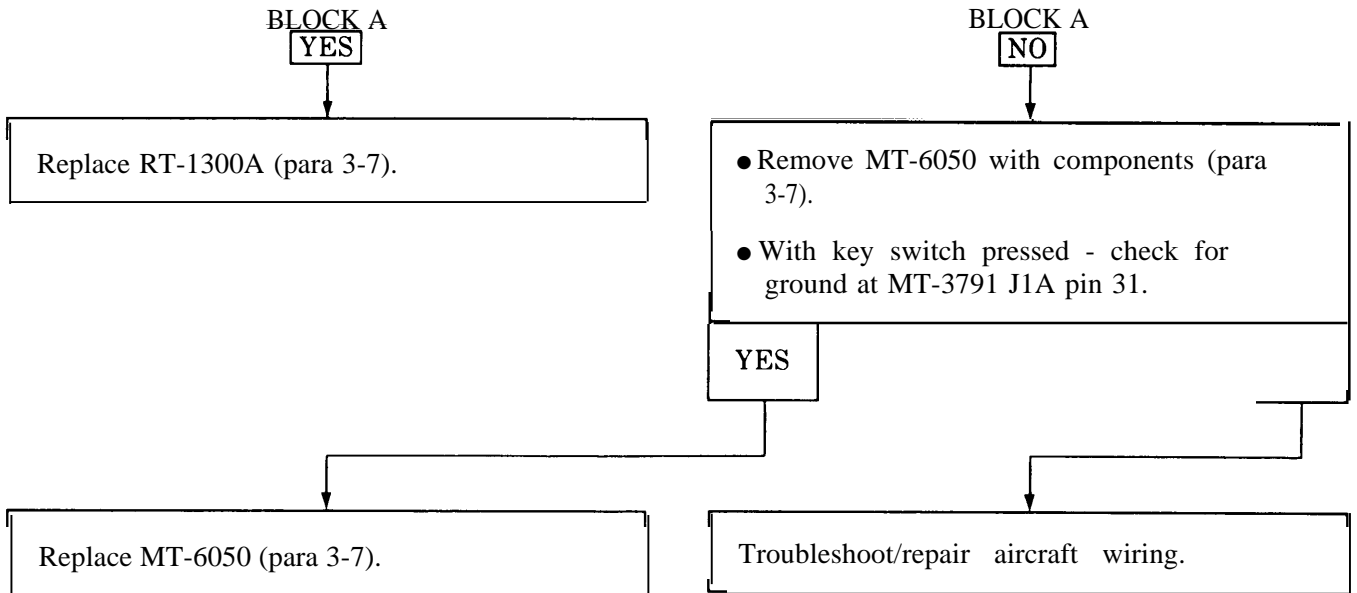 BLOCK A
YES
BLOCK A
NO
Replace RT-1300A (para 3-7).
● Remove MT-6050 with components (para
3-7).
● With key switch pressed - check for
ground at MT-3791 J1A pin 31.
YES
Replace MT-6050 (para 3-7).
Troubleshoot/repair aircraft wiring.